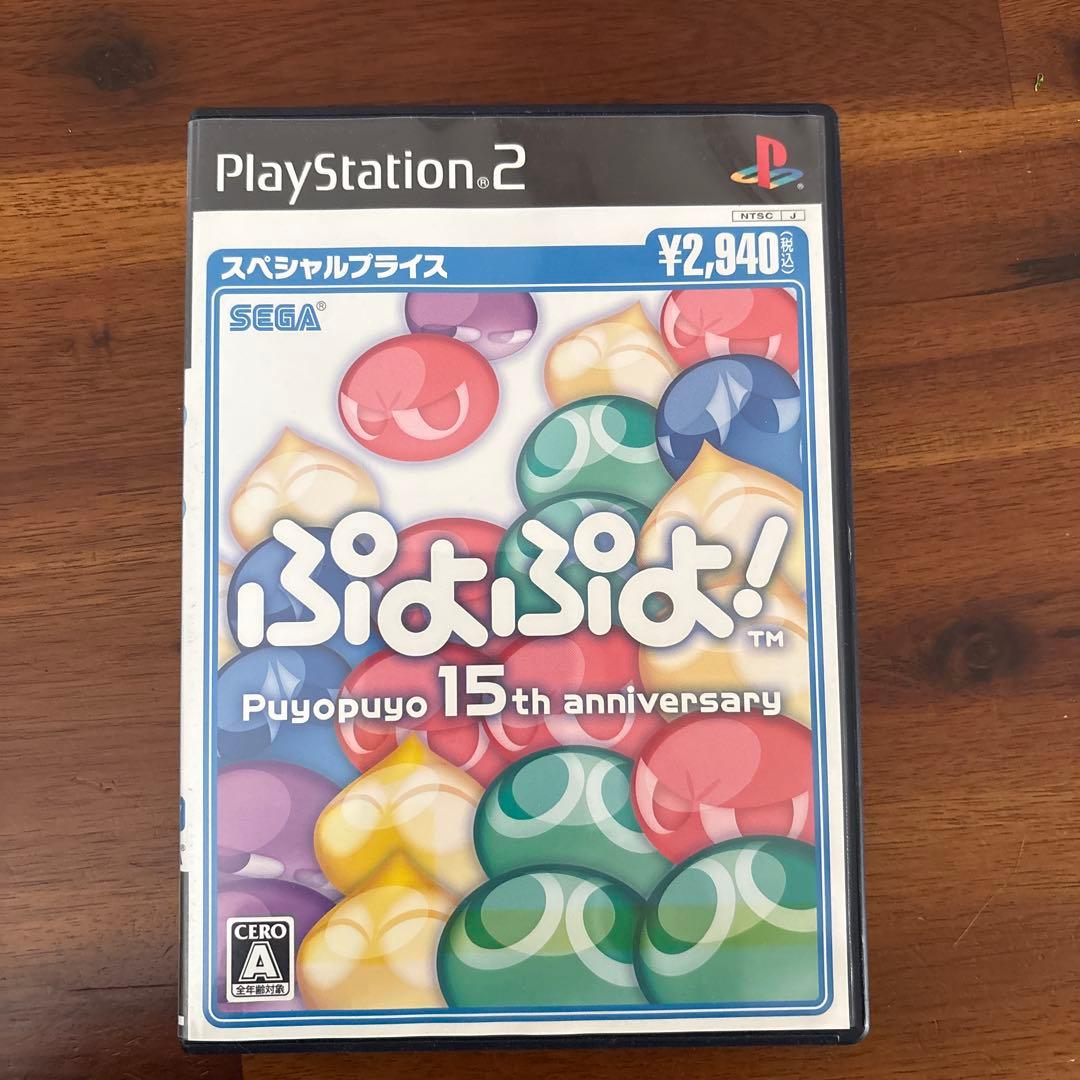 PlayStation®2
NTSC J
スペシャルプライス
¥2,940(税込)
SEGA®
ぷよぷよ!™
Puyopuyo 15th anniversary
CERO
A
全年齢対象